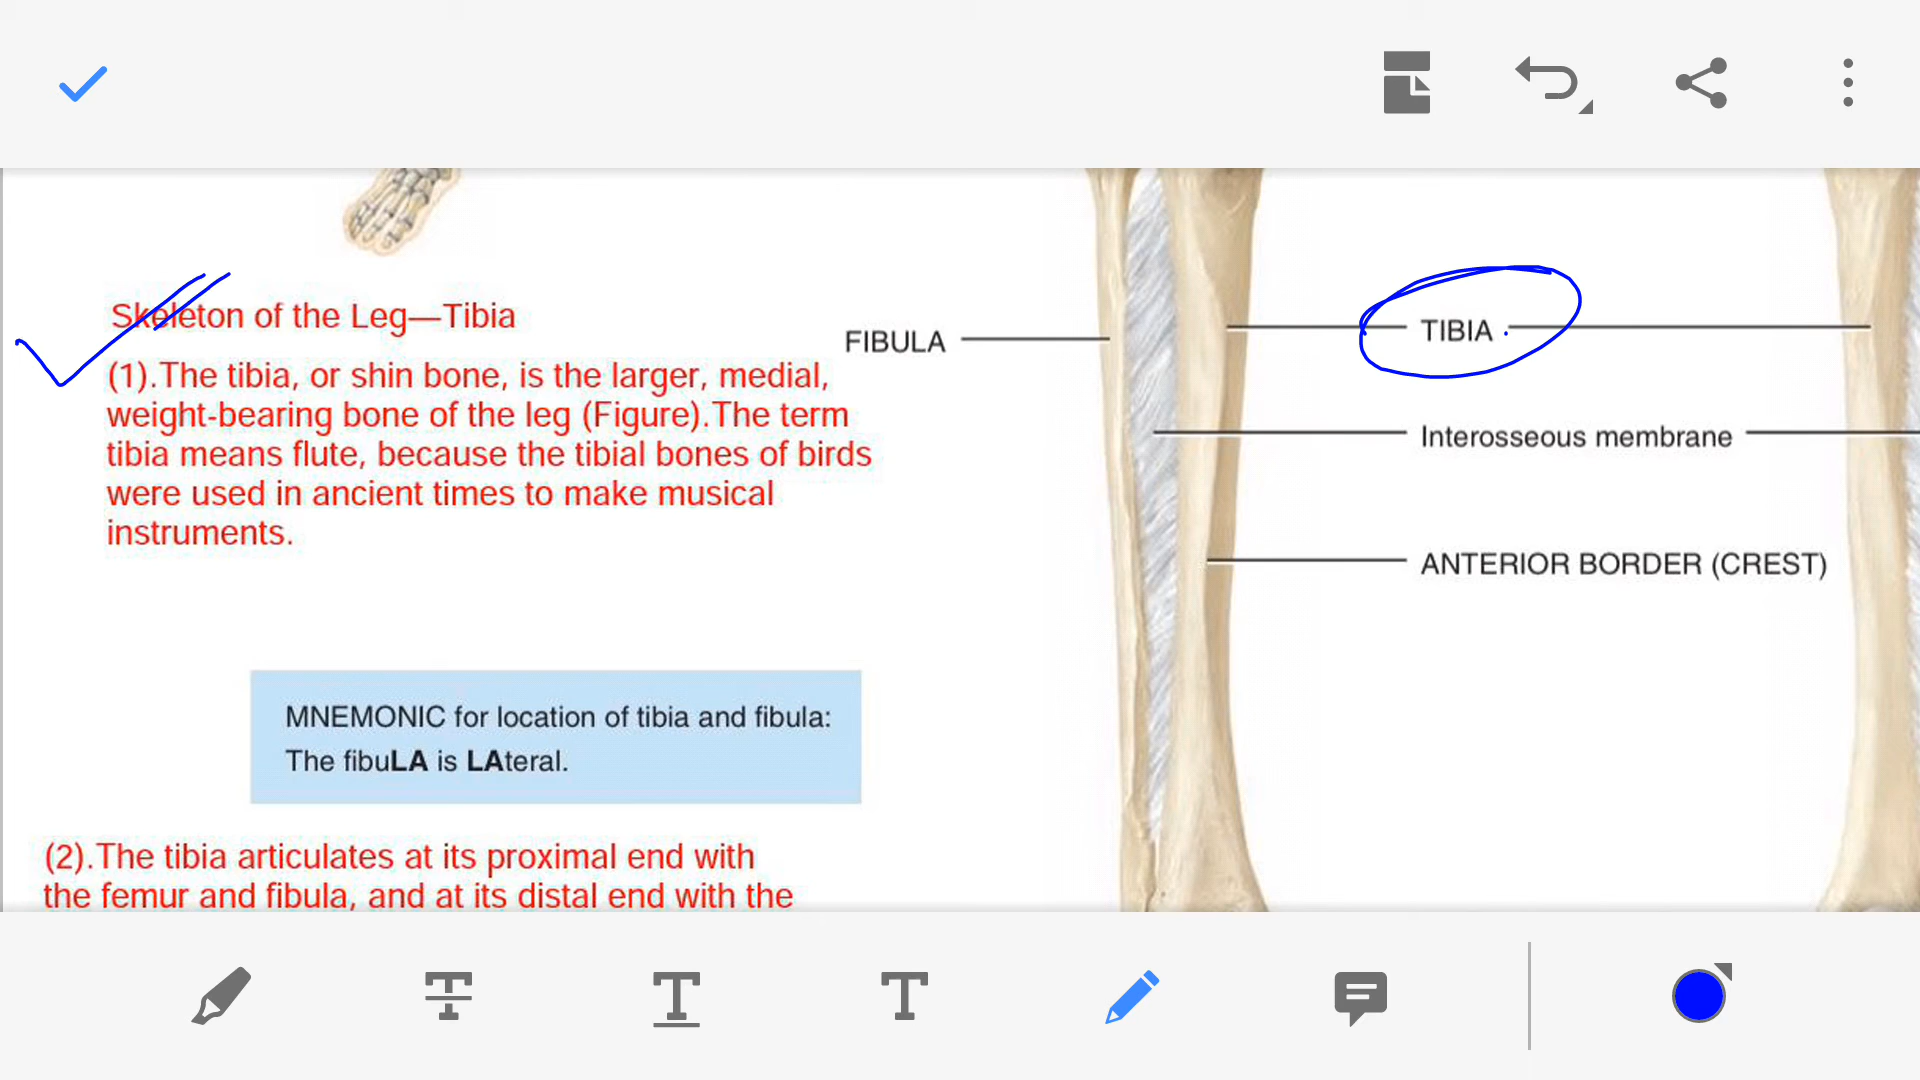 Skeleton of the Leg—Tibia
(1).The tibia, or shin bone, is the larger, medial,
weight-bearing bone of the leg (Figure).The term
tibia means flute, because the tibial bones of birds
were used in ancient times to make musical
instruments.
MNEMONIC for location of tibia and fibula:
The fibuLA is LAteral.
(2).The tibia articulates at its proximal end with
the femur and fibula, and at its distal end with the
FIBULA
TIBIA
Interosseous membrane
ANTERIOR BORDER (CREST)